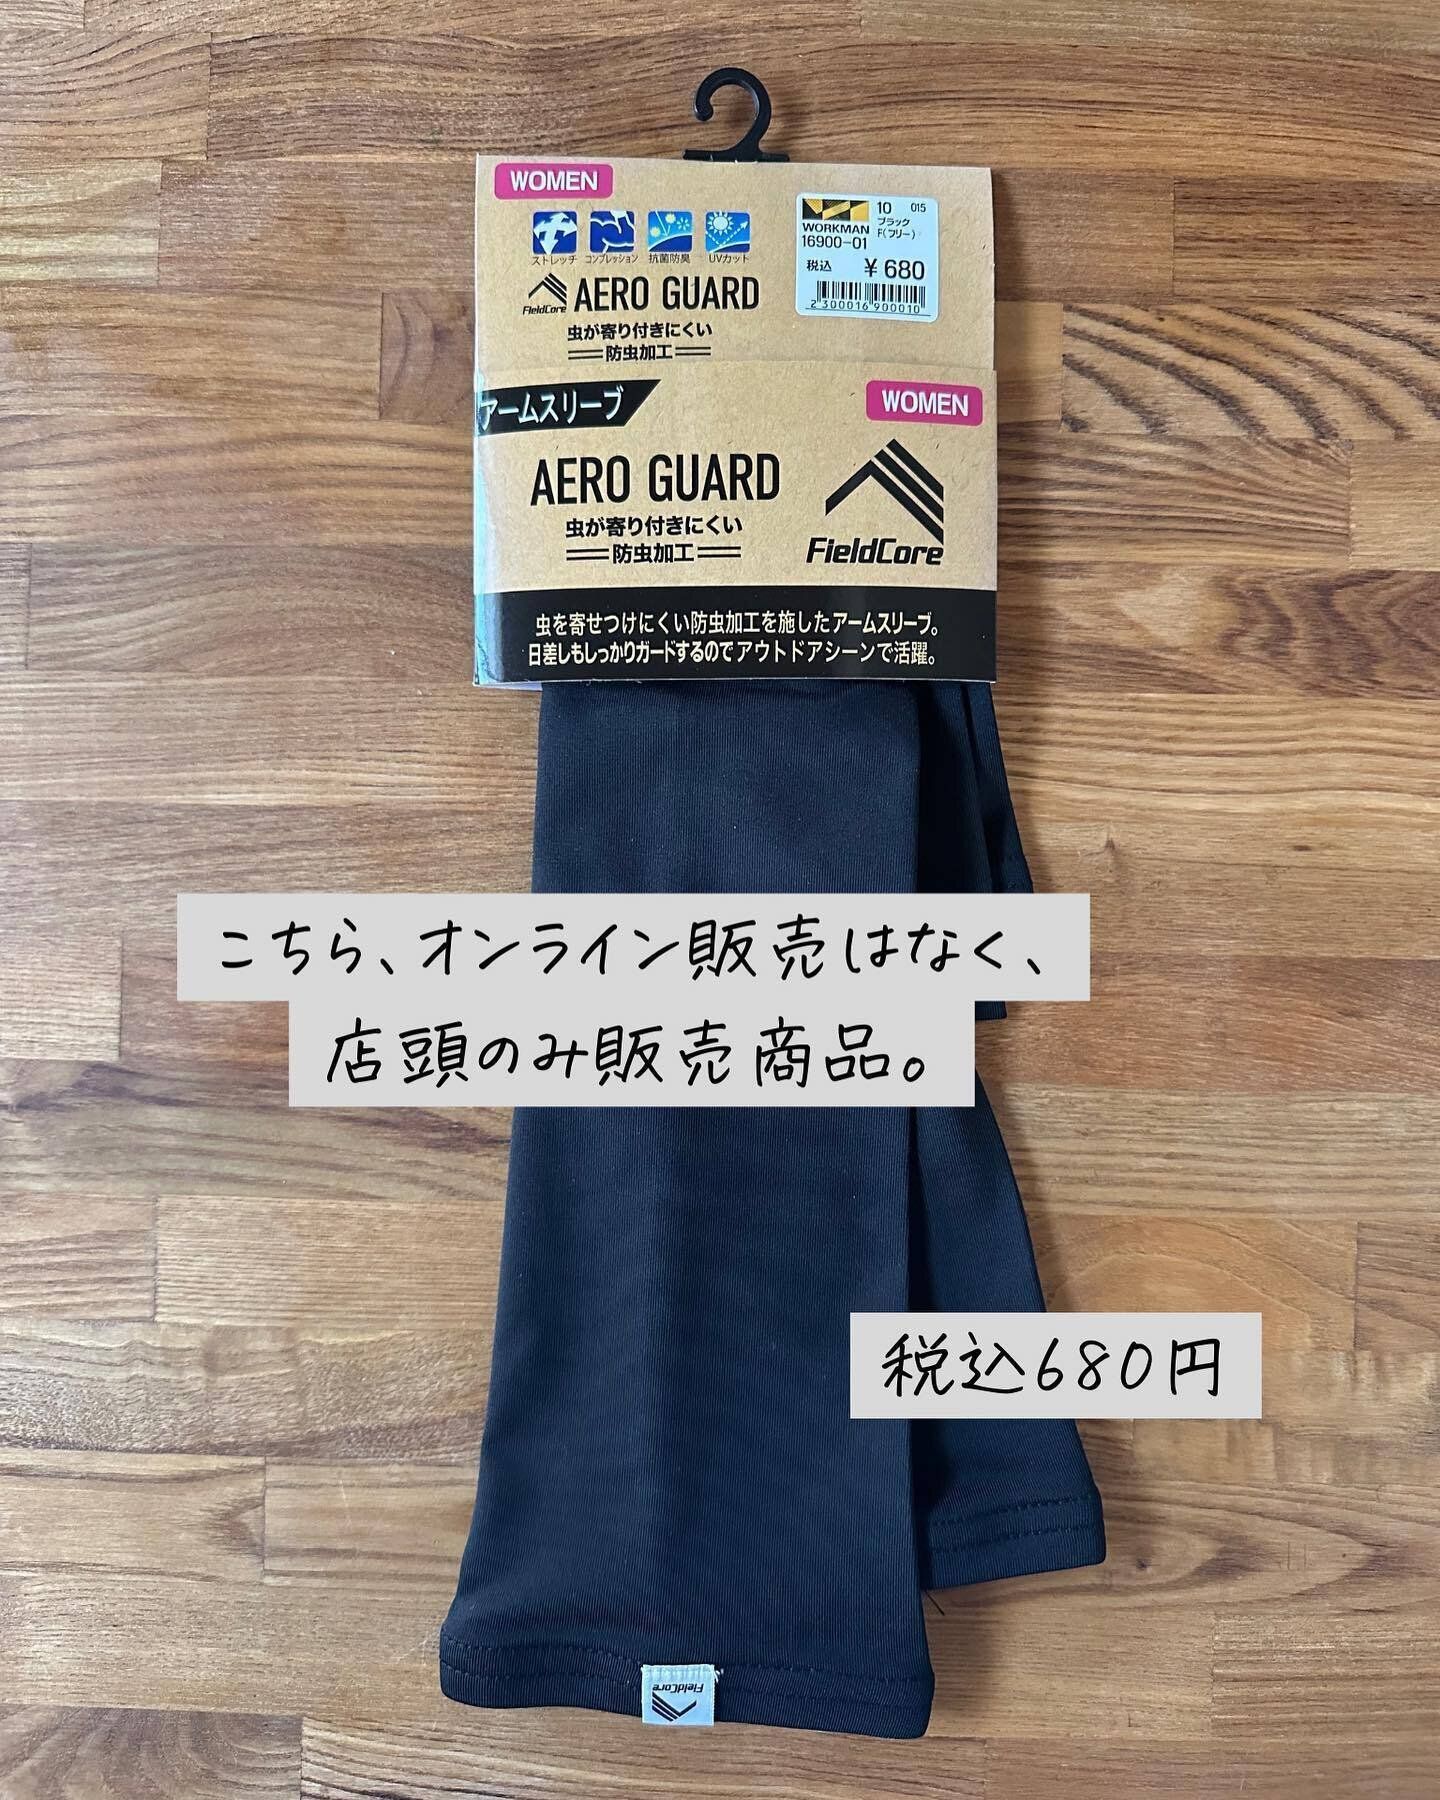 WOMEN
ストレッチ コンプレッション 抗菌防臭 UVカット
FieldCore AERO GUARD
虫が寄り付きにくい
防虫加工
10 015
ブラック
F(フリー)
WORKMAN
16900-01
税込 ¥680
2300016900010
アームスリーブ
WOMEN
AERO GUARD
虫が寄り付きにくい
防虫加工
FieldCore
虫を寄せつけにくい防虫加工を施したアームスリーブ。
日差しもしっかりガードするのでアウトドアシーンで活躍。
こちら、オンライン販売はなく、
店頭のみ販売商品。
税込680円
FieldCore